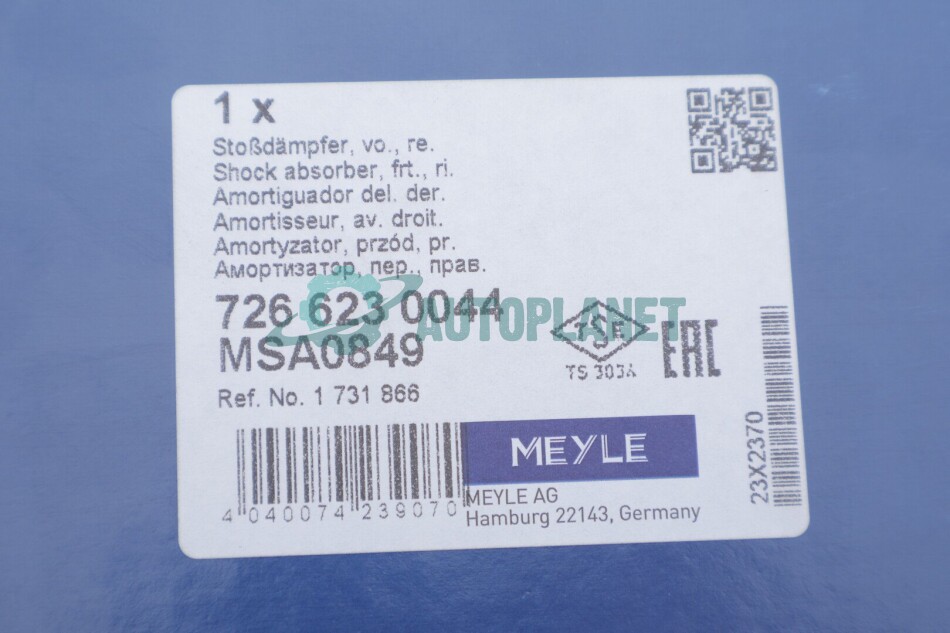 1 x
Stoßdämpfer, vo., re.
Shock absorber, frt., ri.
Amortiguador del. der.
Amortisseur, av. droit.
Amortyzator, przód, pr.
Амортизатор, пер., прав.
726 623 0044
AUTOPLANET
MSA0849
TSE
TS 303A
EAC
Ref. No. 1 731 866
MEYLE
4 040074 239070
MEYLE AG
Hamburg 22143, Germany
23X2370